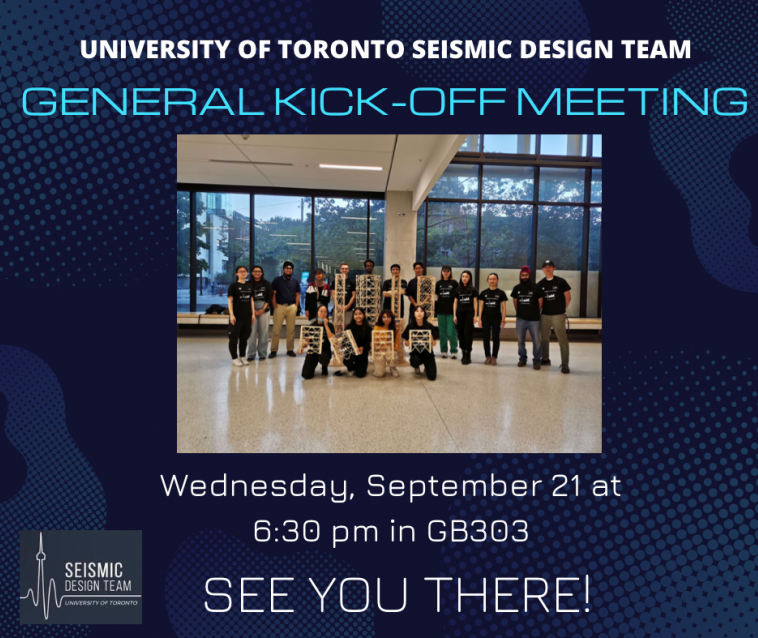 UNIVERSITY OF TORONTO SEISMIC DESIGN TEAM
GENERAL KICK-OFF MEETING
Wednesday, September 21 at
6:30 pm in GB303
SEE YOU THERE!
SEISMIC
DESIGN TEAM
UNIVERSITY OF TORONTO